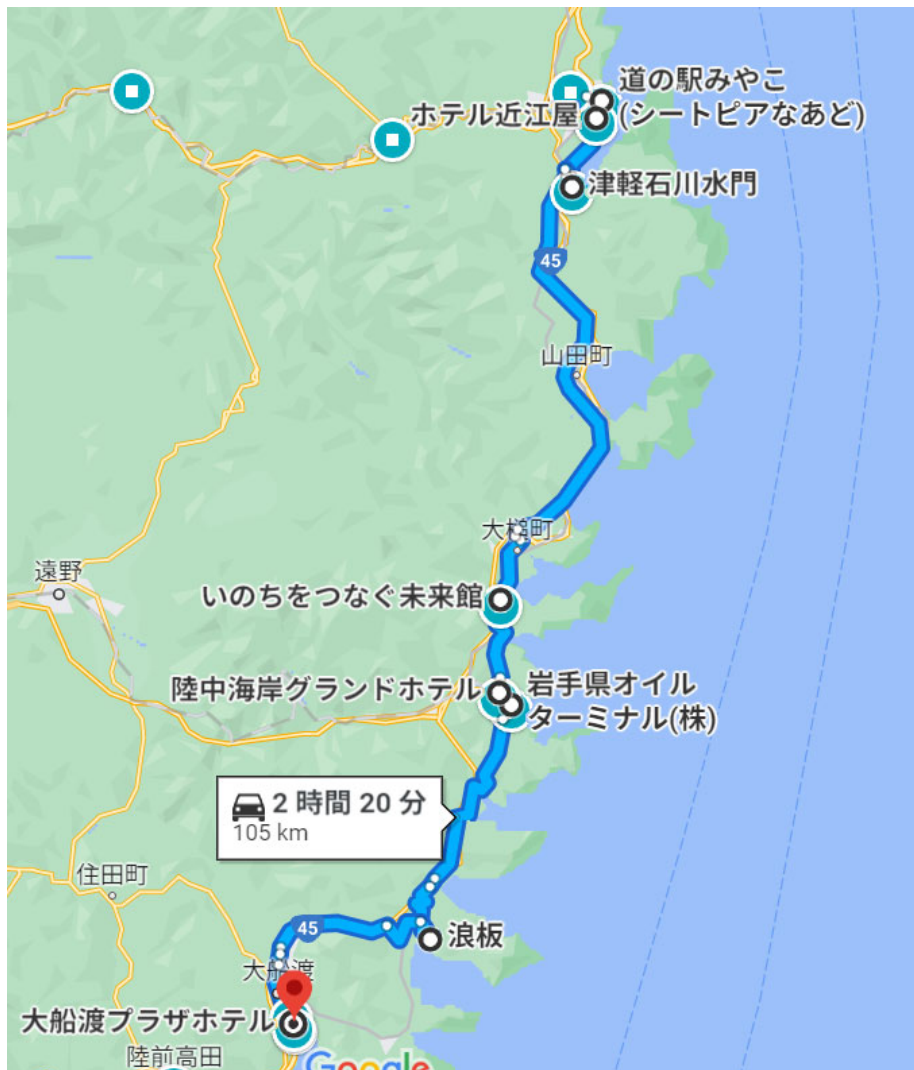 道の駅みやこ
(シートピアなあど)
ホテル近江屋
津軽石川水門
45
山田町
大槌町
遠野
いのちをつなぐ未来館
陸中海岸グランドホテル
岩手県オイル
ターミナル(株)
2 時間 20 分
105 km
住田町
45
浪板
大船渡
大船渡プラザホテル
陸前高田
Google